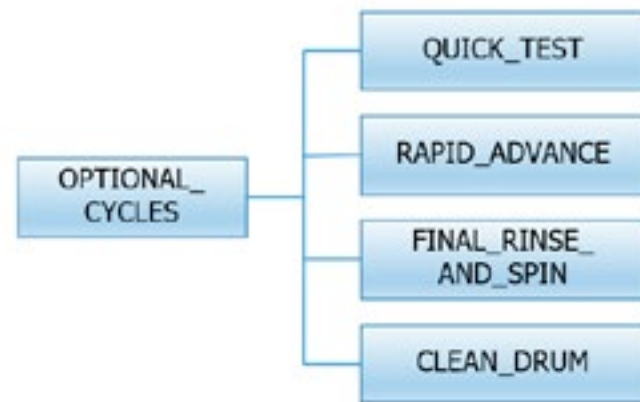 OPTIONAL_
CYCLES
QUICK_TEST
RAPID_ADVANCE
FINAL_RINSE_
AND_SPIN
CLEAN_DRUM